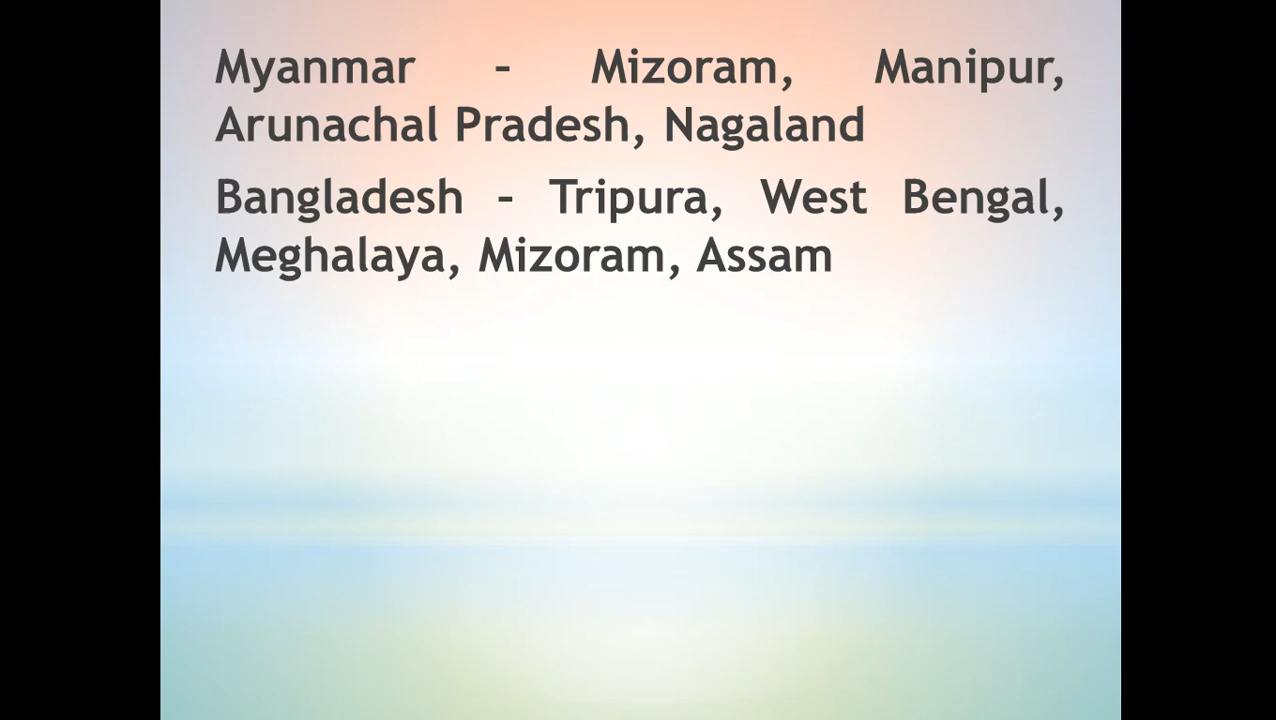 Myanmar – Mizoram, Manipur,
Arunachal Pradesh, Nagaland
Bangladesh – Tripura, West Bengal,
Meghalaya, Mizoram, Assam